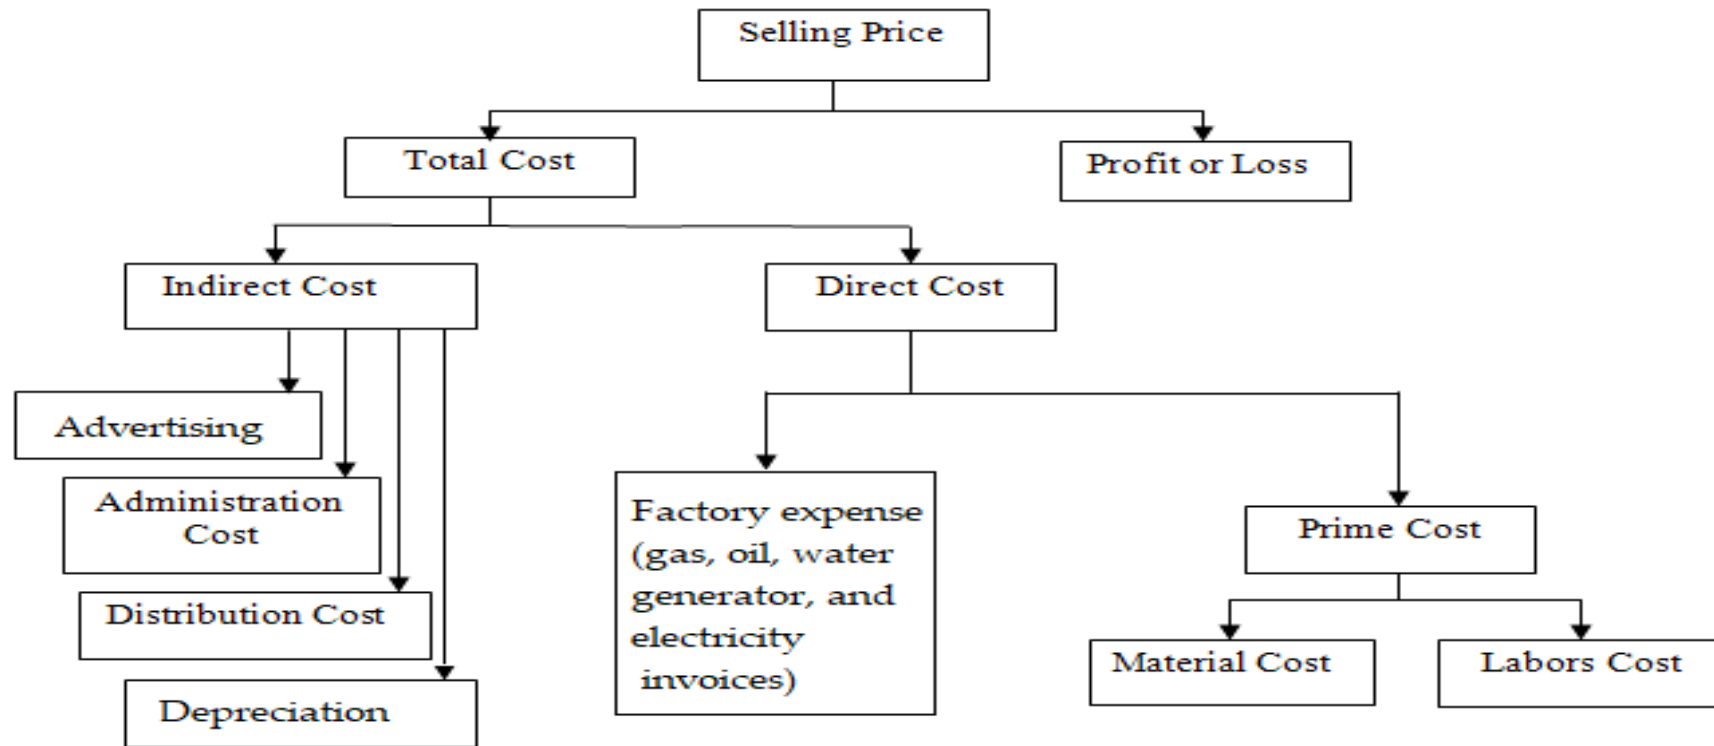 Selling Price
Total Cost
Profit or Loss
Indirect Cost
Direct Cost
Advertising
Administration
Cost
Distribution Cost
Depreciation
Factory expense
(gas, oil, water
generator, and
electricity
invoices)
Prime Cost
Material Cost
Labors Cost